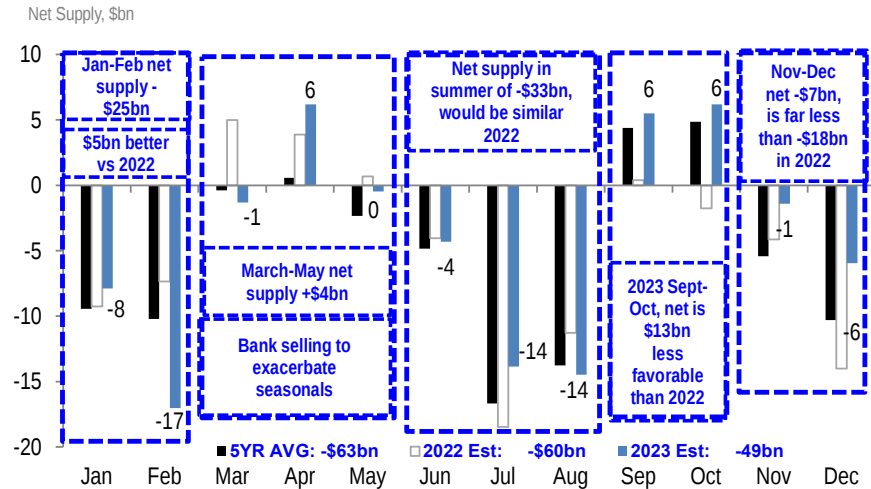 Net Supply, $bn
10
5
0
-5
-10
-15
-20
Jan-Feb net
supply -
$25bn
$5bn better
vs 2022
-8
-17
-1
6
0
March-May net
supply +$4bn
Bank selling to
exacerbate
seasonals
Net supply in
summer of -$33bn,
would be similar
2022
-4
-14
-14
6
6
2023 Sept-
Oct, net is
$13bn
less
favorable
than 2022
Nov-Dec
net -$7bn,
is far less
than -$18bn
in 2022
-1
-6
5YR AVG: -$63bn 2022 Est: -$60bn 2023 Est: -49bn
Jan Feb Mar Apr May Jun Jul Aug Sep Oct Nov Dec